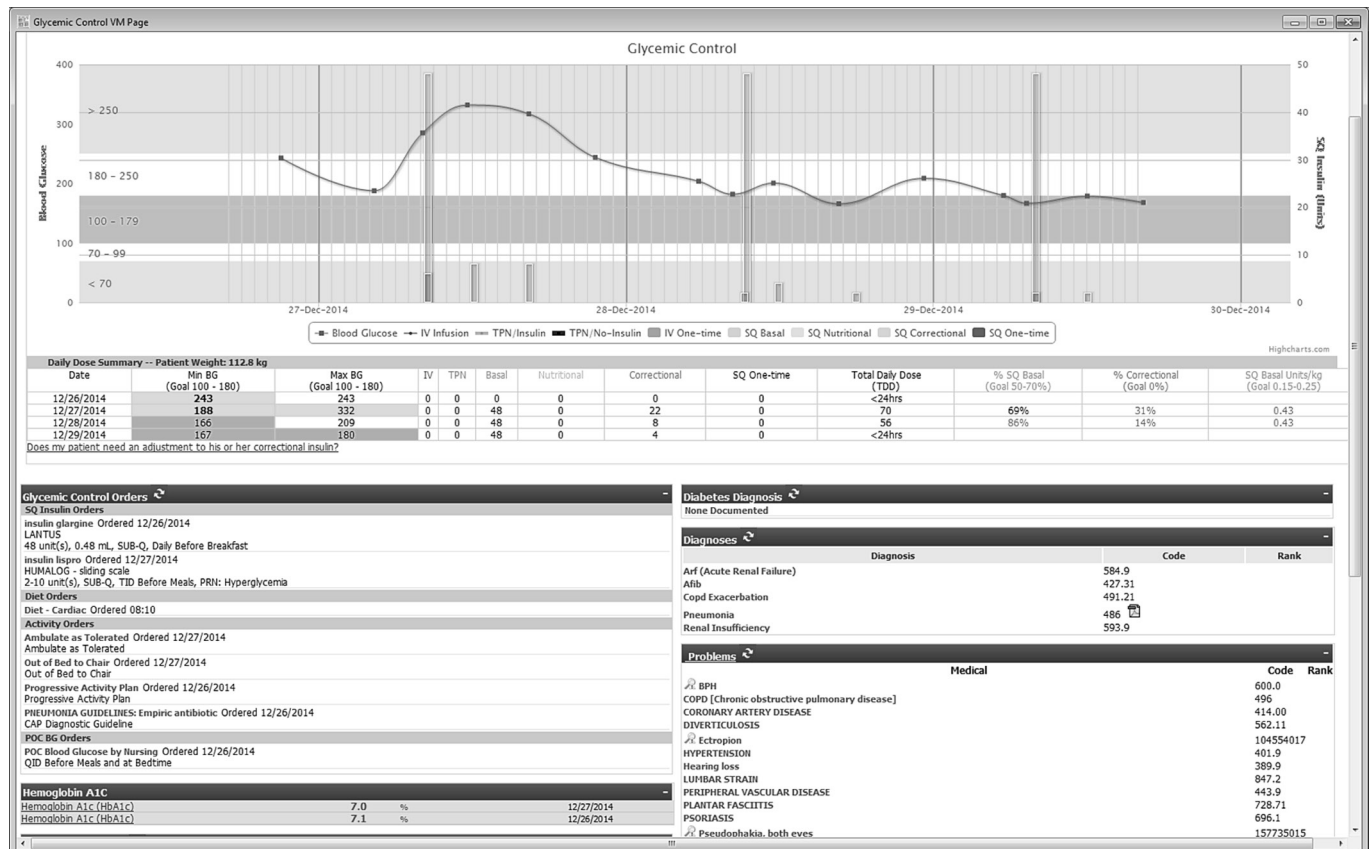 Glycemic Control VM Page
Glycemic Control
400
300
200
100
0
Blood Glucose
> 250
180 - 250
100 - 179
70 - 99
< 70
50
40
30
20
10
0
SQ Insulin (Units)
27-Dec-2014 28-Dec-2014 29-Dec-2014 30-Dec-2014
Blood Glucose IV Infusion TPN/Insulin TPN/No-Insulin IV One-time SQ Basal SQ Nutritional SQ Correctional SQ One-time
Highcharts.com
Daily Dose Summary -- Patient Weight: 112.8 kg
Date Min BG Max BG IV TPN Basal Nutritional Correctional SQ One-time Total Daily Dose % SQ Basal % Correctional SQ Basal Units/kg
(Goal 100 - 180) (Goal 100 - 180) (TDD) (Goal 50-70%) (Goal 0%) (Goal 0.15-0.25)
12/26/2014 243 243 0 0 0 0 0 0 <24hrs
12/27/2014 188 332 0 0 48 0 22 0 70 69% 31% 0.43
12/28/2014 166 209 0 0 48 0 8 0 56 86% 14% 0.43
12/29/2014 167 180 0 0 48 0 4 0 <24hrs
Does my patient need an adjustment to his or her correctional insulin?
Glycemic Control Orders
SQ Insulin Orders
insulin glargine Ordered 12/26/2014
LANTUS
48 unit(s), 0.48 mL, SUB-Q, Daily Before Breakfast
insulin lispro Ordered 12/27/2014
HUMALOG - sliding scale
2-10 unit(s), SUB-Q, TID Before Meals, PRN: Hyperglycemia
Diet Orders
Diet - Cardiac Ordered 08:10
Activity Orders
Ambulate as Tolerated Ordered 12/27/2014
Ambulate as Tolerated
Out of Bed to Chair Ordered 12/27/2014
Out of Bed to Chair
Progressive Activity Plan Ordered 12/26/2014
Progressive Activity Plan
PNEUMONIA GUIDELINES: Empiric antibiotic Ordered 12/26/2014
CAP Diagnostic Guideline
POC BG Orders
POC Blood Glucose by Nursing Ordered 12/26/2014
QID Before Meals and at Bedtime
Hemoglobin A1C
Hemoglobin A1c (HbA1c) 7.0 % 12/27/2014
Hemoglobin A1c (HbA1c) 7.1 % 12/26/2014
Diabetes Diagnosis
None Documented
Diagnoses
Diagnosis Code Rank
Arf (Acute Renal Failure) 584.9
Afib 427.31
Copd Exacerbation 491.21
Pneumonia 486
Renal Insufficiency 593.9
Problems
Medical Code Rank
BPH 600.0
COPD [Chronic obstructive pulmonary disease] 496
CORONARY ARTERY DISEASE 414.00
DIVERTICULOSIS 562.11
Ectropion 104554017
HYPERTENSION 401.9
Hearing loss 389.9
LUMBAR STRAIN 847.2
PERIPHERAL VASCULAR DISEASE 443.9
PLANTAR FASCIITIS 728.71
PSORIASIS 696.1
Pseudophakia, both eyes 157735015